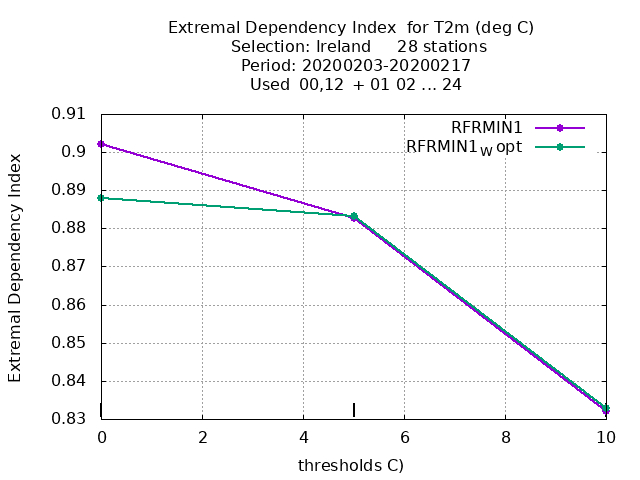 Extremal Dependency Index for T2m (deg C)
Selection: Ireland 28 stations
Period: 20200203-20200217
Used 00,12 + 01 02 ... 24
RFRMIN1
RFRMIN1W opt
Extremal Dependency Index
0.91
0.9
0.89
0.88
0.87
0.86
0.85
0.84
0.83
0 2 4 6 8 10
thresholds C)